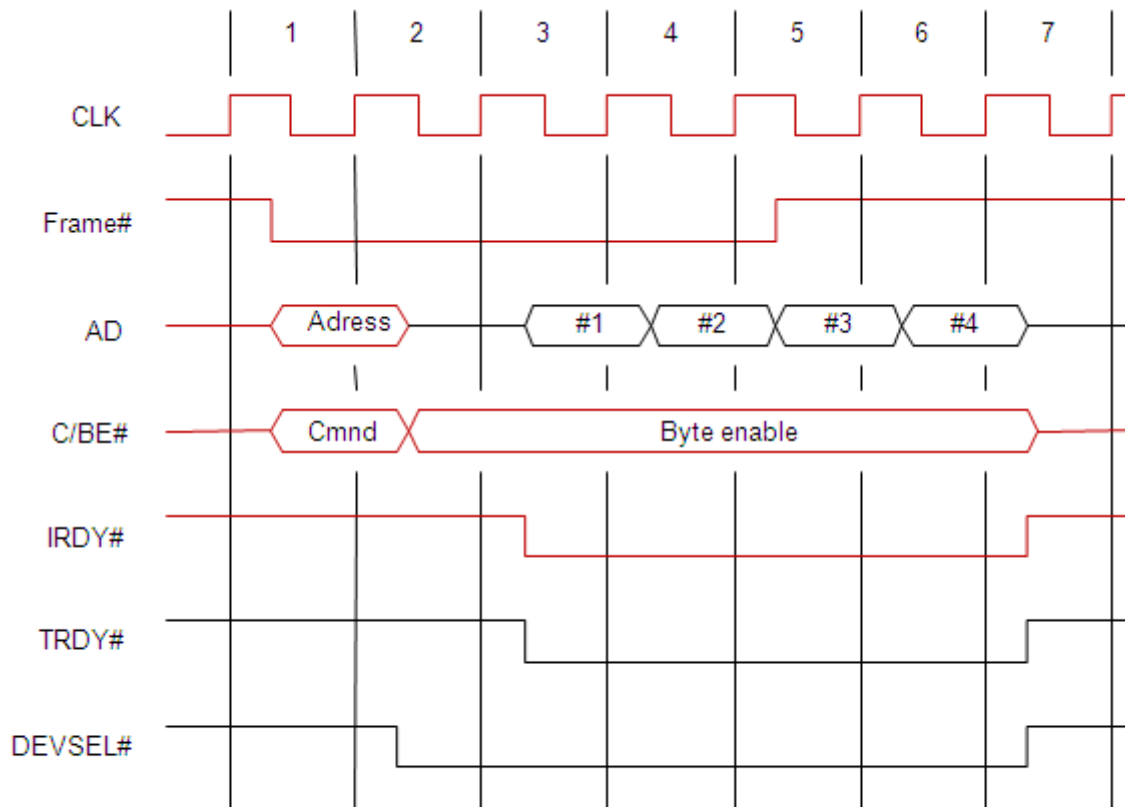 1 2 3 4 5 6 7
CLK
Frame#
AD Adress #1 #2 #3 #4
C/BE# Cmnd Byte enable
IRDY#
TRDY#
DEVSEL#